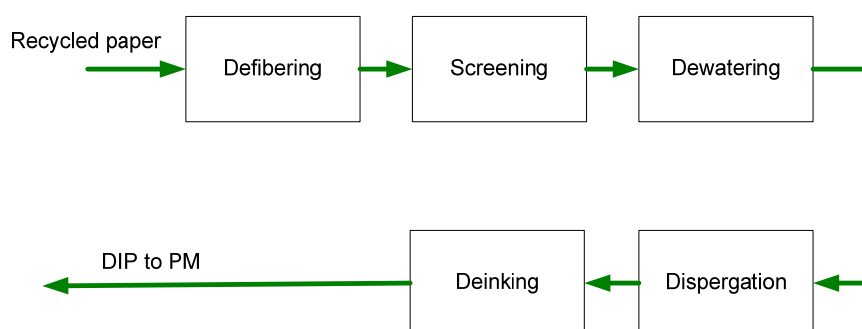 Recycled paper
Defibering
Screening
Dewatering
DIP to PM
Deinking
Dispergation